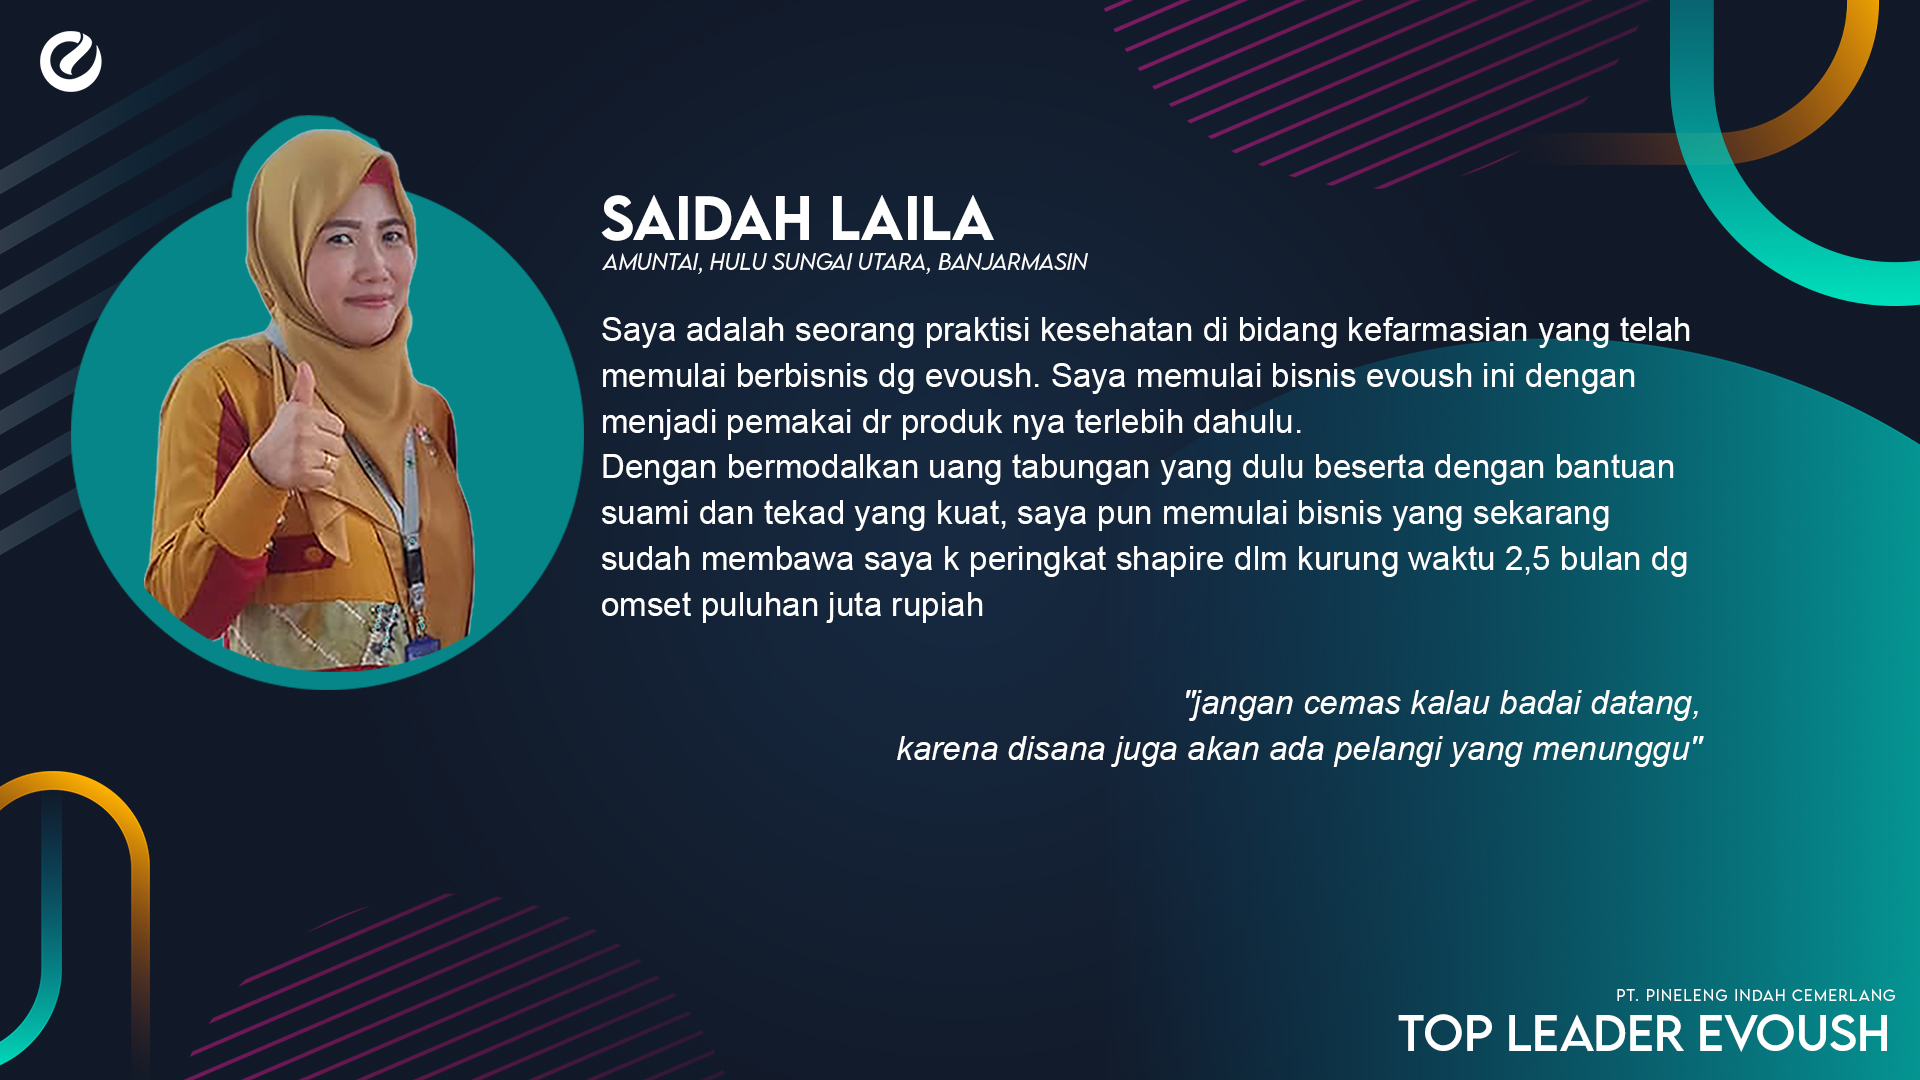 SAIDAH LAILA
AMUNTAI, HULU SUNGAI UTARA, BANJARMASIN
Saya adalah seorang praktisi kesehatan di bidang kefarmasian yang telah
memulai berbisnis dg evoush. Saya memulai bisnis evoush ini dengan
menjadi pemakai dr produk nya terlebih dahulu.
Dengan bermodalkan uang tabungan yang dulu beserta dengan bantuan
suami dan tekad yang kuat, saya pun memulai bisnis yang sekarang
sudah membawa saya k peringkat shapire dlm kurung waktu 2,5 bulan dg
omset puluhan juta rupiah
"jangan cemas kalau badai datang,
karena disana juga akan ada pelangi yang menunggu"
PT. PINELENG INDAH CEMERLANG
TOP LEADER EVOUSH